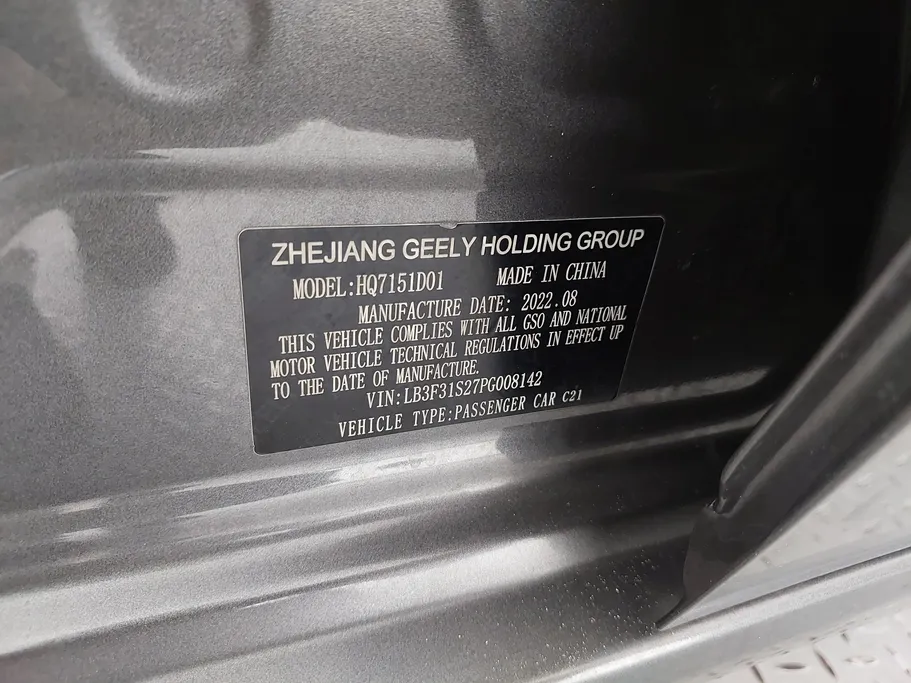 ZHEJIANG GEELY HOLDING GROUP
MODEL:HQ7151D01 MADE IN CHINA
MANUFACTURE DATE: 2022.08
THIS VEHICLE COMPLIES WITH ALL GSO AND NATIONAL
MOTOR VEHICLE TECHNICAL REGULATIONS IN EFFECT UP
TO THE DATE OF MANUFACTURE.
VIN:LB3F31S27PG008142
VEHICLE TYPE:PASSENGER CAR C21